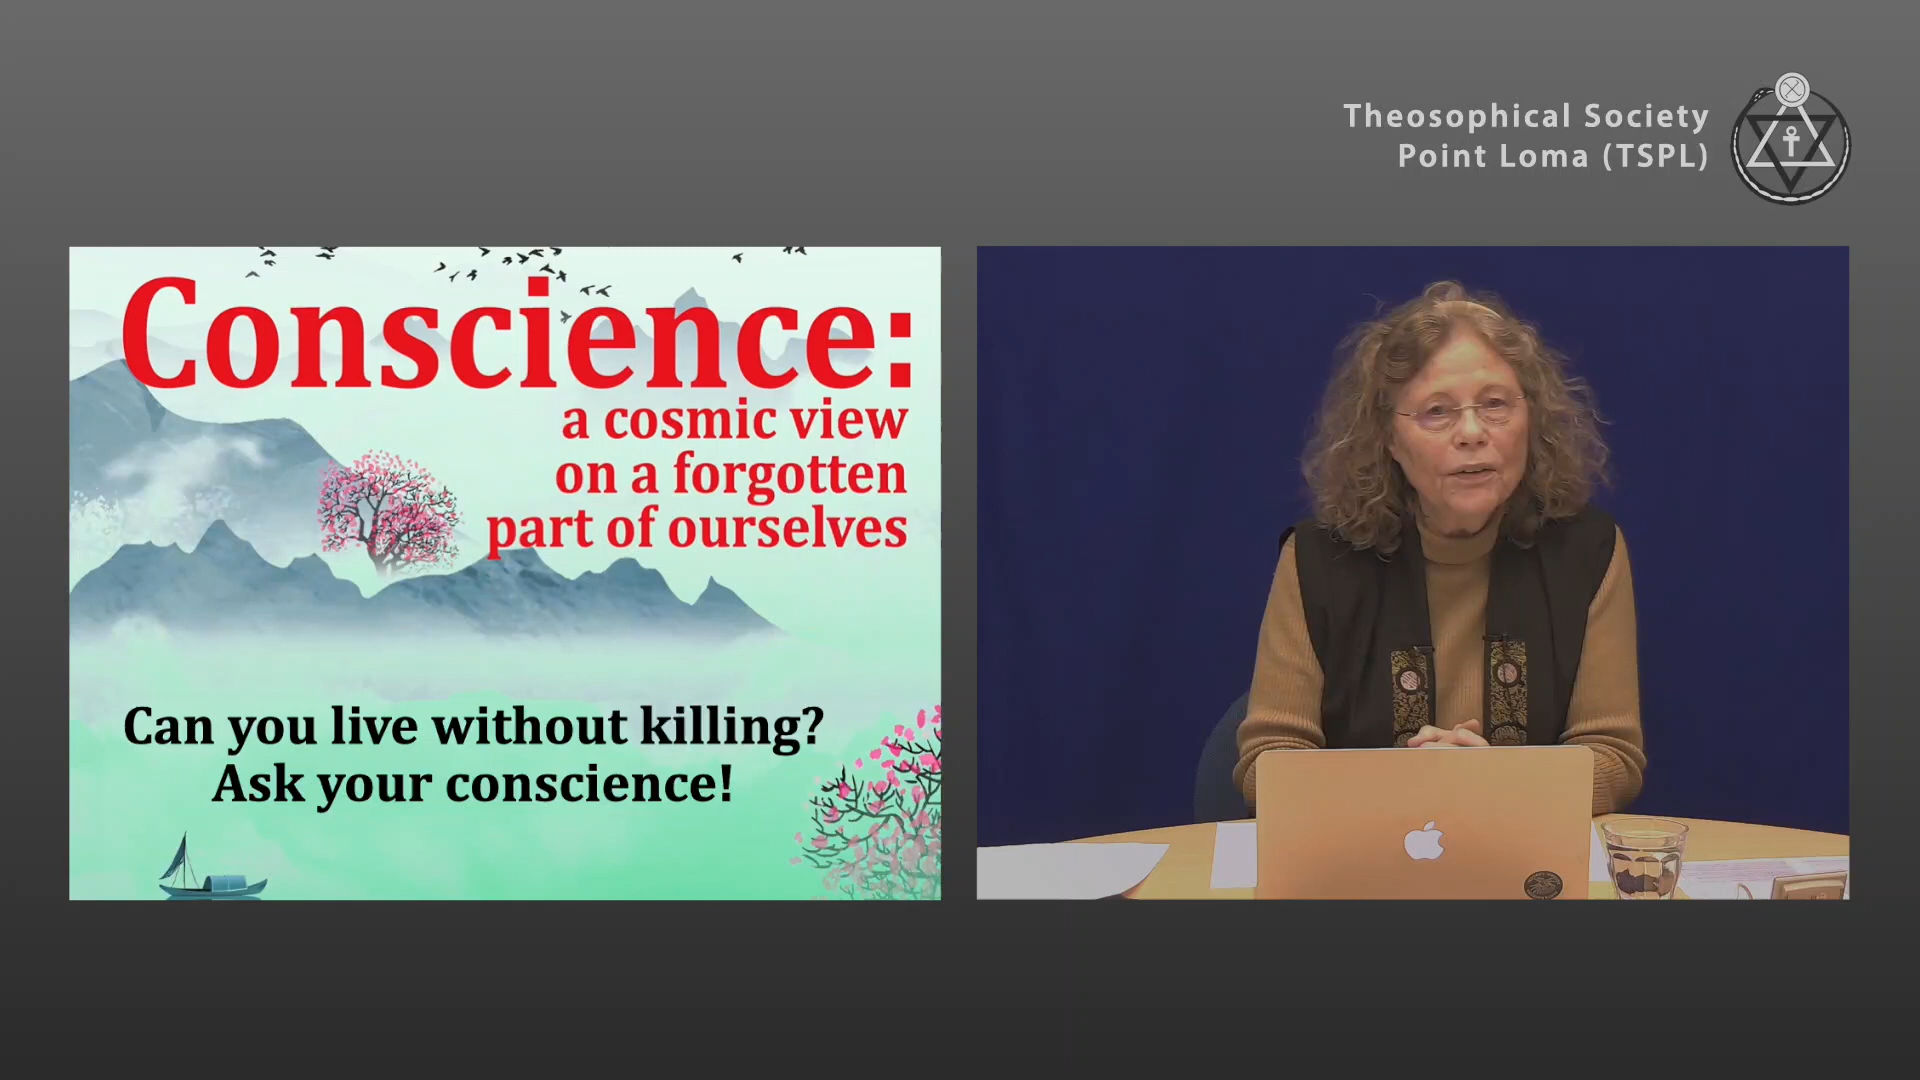 Theosophical Society
Point Loma (TSPL)
Conscience:
a cosmic view
on a forgotten
part of ourselves
Can you live without killing?
Ask your conscience!